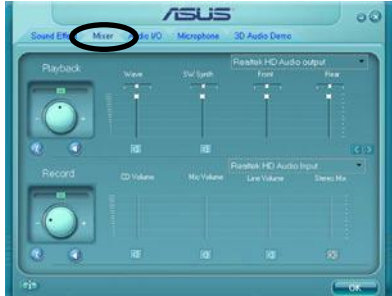 ASUS
Sound Effect Mixer Audio I/O Microphone 3D Audio Demo
Realtek HD Audio output
Playback
Wave SW Synth Front Rear
Realtek HD Audio Input
Record
CD Volume Mic Volume Line Volume Stereo Mix
OK